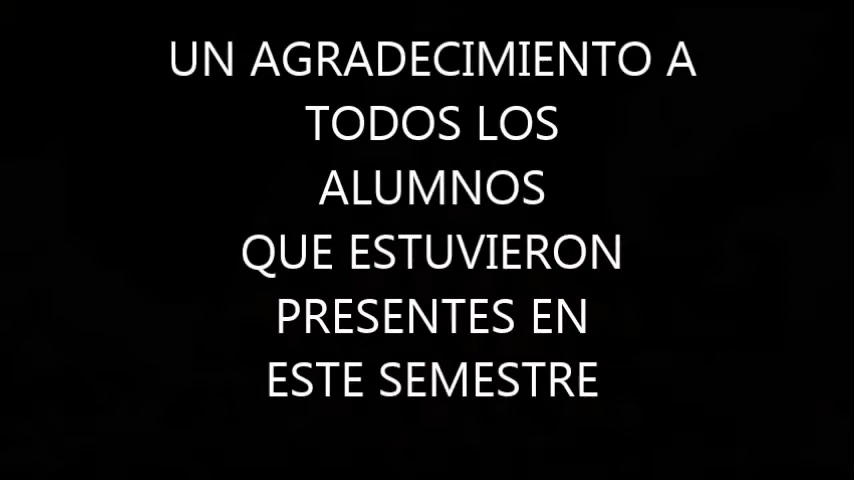 UN AGRADECIMIENTO A
TODOS LOS
ALUMNOS
QUE ESTUVIERON
PRESENTES EN
ESTE SEMESTRE